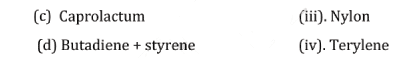 (c) Caprolactum (iii). Nylon
(d) Butadiene + styrene (iv). Terylene